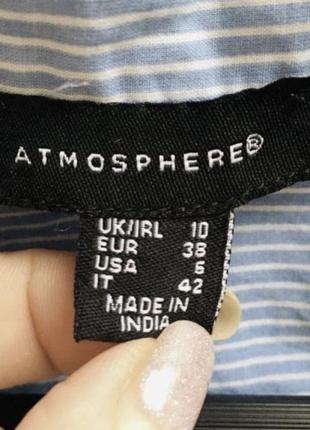 ATMOSPHERE®
UK/IRL 10
EUR 38
USA 6
IT 42
MADE IN
INDIA